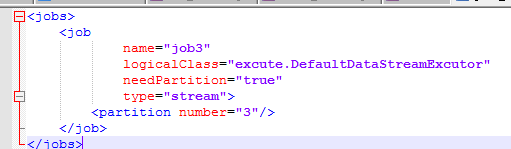 <jobs>
<job
name="job3"
logicalClass="excute.DefaultDataStreamExcutor"
needPartition="true"
type="stream">
<partition number="3"/>
</job>
</jobs>